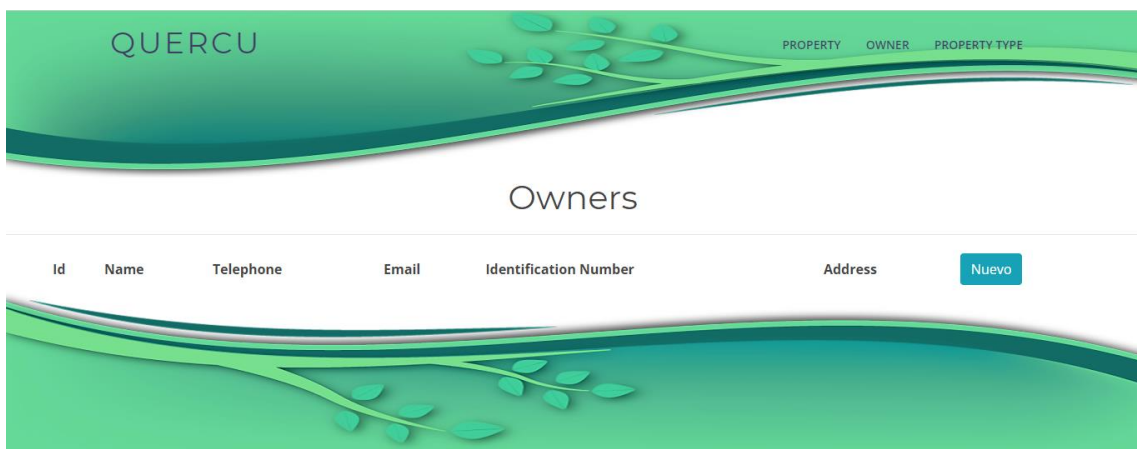 QUERCU
PROPERTY OWNER PROPERTY TYPE
Owners
Id Name Telephone Email Identification Number Address Nuevo